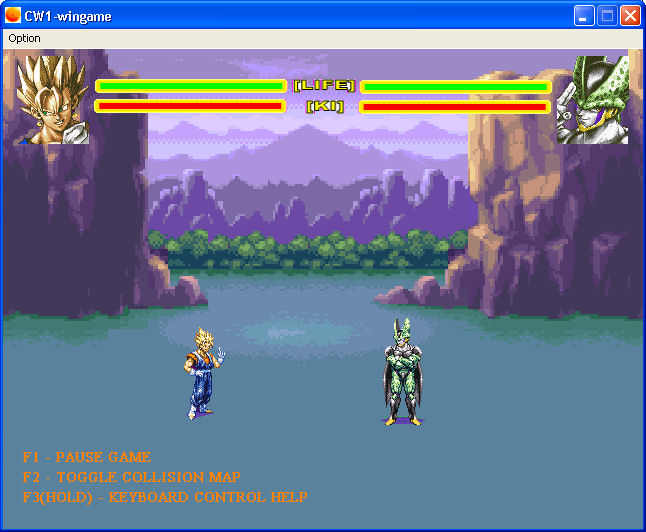 CW1-wingame
Option
[LIFE]
[KI]
F1 - PAUSE GAME
F2 - TOGGLE COLLISION MAP
F3(HOLD) - KEYBOARD CONTROL HELP